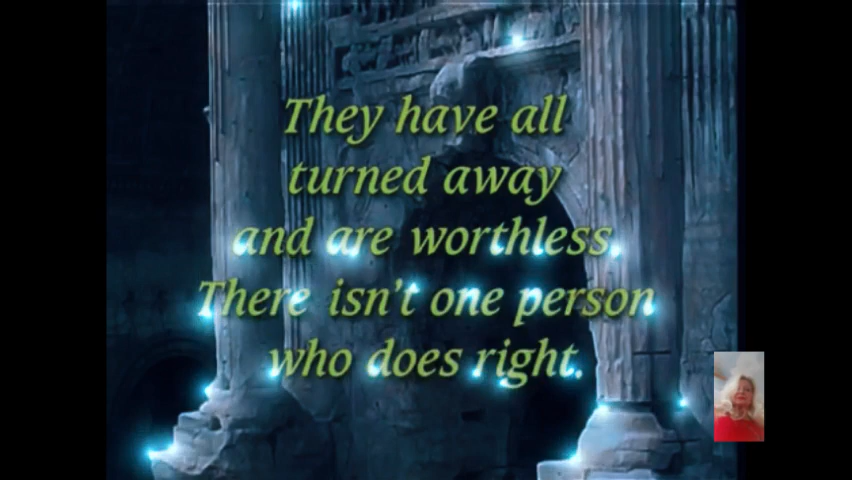 They have all
turned away
and are worthless.
There isn't one person
who does right.